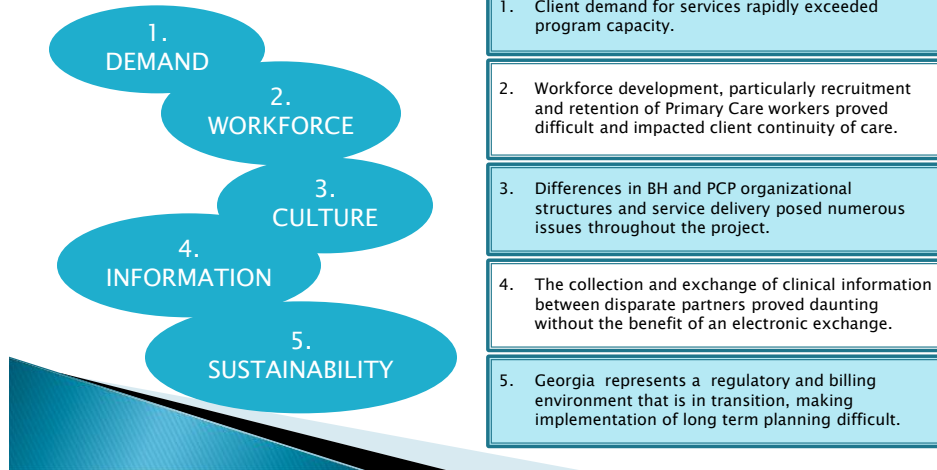 1.
DEMAND
2.
WORKFORCE
3.
CULTURE
4.
INFORMATION
5.
SUSTAINABILITY
1. Client demand for services rapidly exceeded
program capacity.
2. Workforce development, particularly recruitment
and retention of Primary Care workers proved
difficult and impacted client continuity of care.
3. Differences in BH and PCP organizational
structures and service delivery posed numerous
issues throughout the project.
4. The collection and exchange of clinical information
between disparate partners proved daunting
without the benefit of an electronic exchange.
5. Georgia represents a regulatory and billing
environment that is in transition, making
implementation of long term planning difficult.